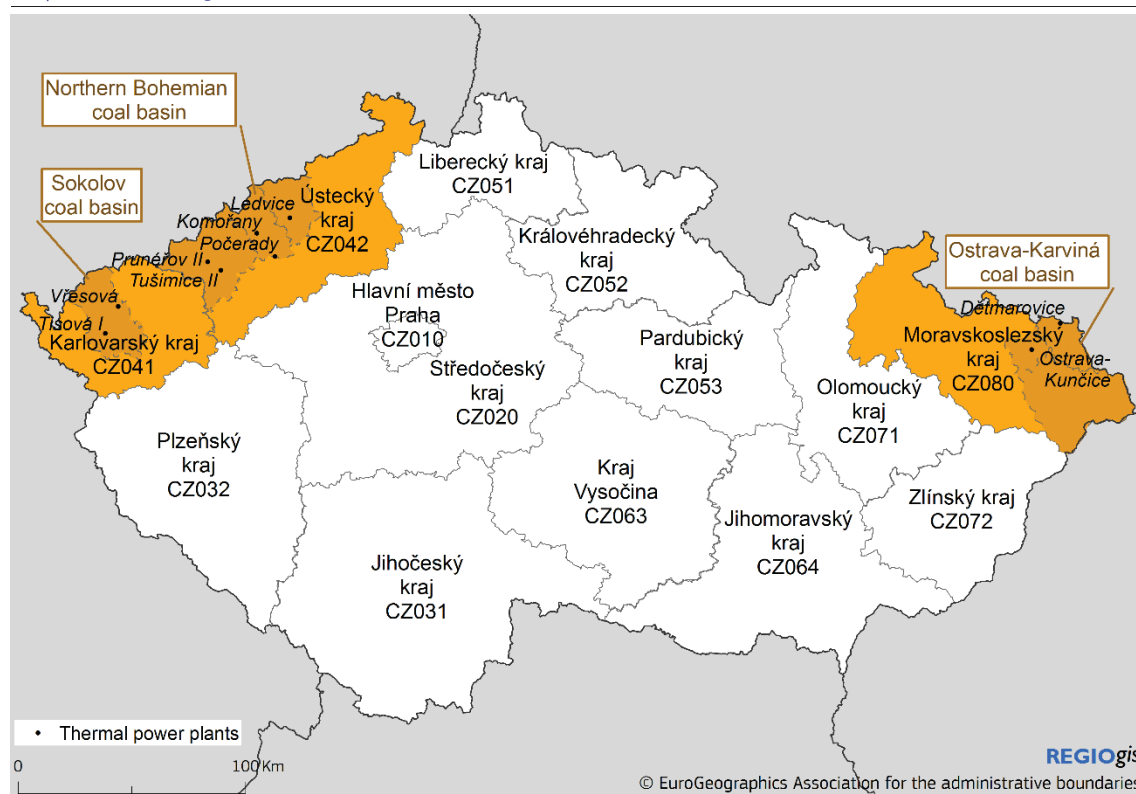 Northern Bohemian
coal basin
Sokolov
coal basin
Liberecký kraj
CZ051
Ledvice
Ústecký
kraj
CZ042
Komořany
Počerady
Prunéřov II
Tušimice II
Královéhradecký
kraj
CZ052
Ostrava-Karviná
coal basin
Vřesová
Tisová I
Karlovarský kraj
CZ041
Hlavní město
Praha
CZ010
Dětmarovice
Moravskoslezský
kraj
CZ080
Ostrava-
Kunčice
Pardubický
kraj
CZ053
Středočeský
kraj
CZ020
Olomoucký
kraj
CZ071
Plzeňský
kraj
CZ032
Kraj
Vysočina
CZ063
Zlínský kraj
CZ072
Jihomoravský
kraj
CZ064
Jihočeský
kraj
CZ031
• Thermal power plants
0 100 Km
REGIOgis
© EuroGeographics Association for the administrative boundaries